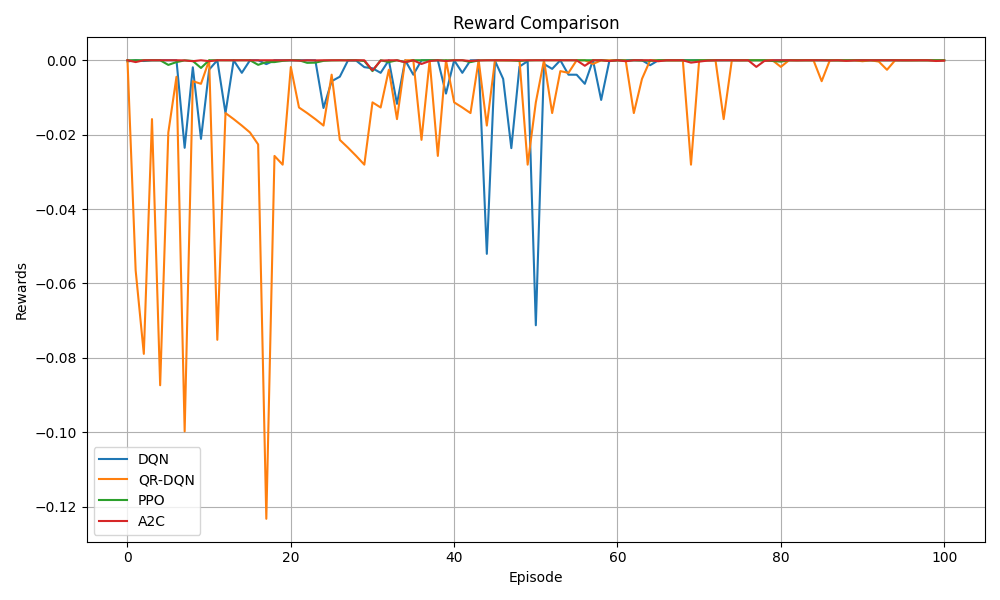 Reward Comparison
0.00
−0.02
−0.04
−0.06
−0.08
−0.10
−0.12
Rewards
DQN
QR-DQN
PPO
A2C
0 20 40 60 80 100
Episode